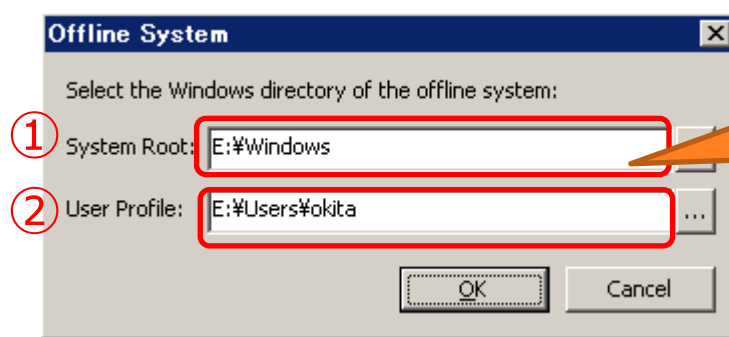 Offline System
Select the Windows directory of the offline system:
① System Root: E:¥Windows
② User Profile: E:¥Users¥okita ...
OK Cancel